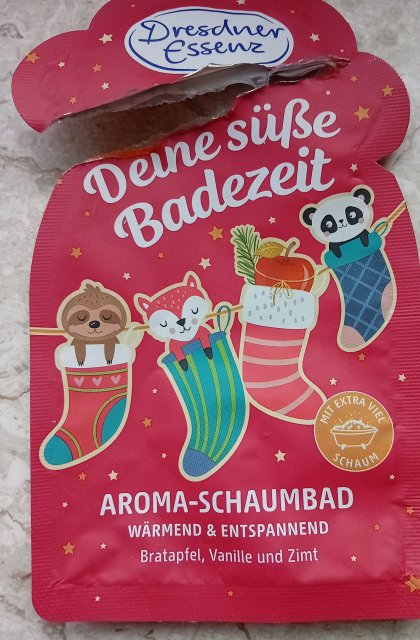 Dresdner
Essenz
Deine süße
Badezeit
MIT EXTRA VIEL
SCHAUM
AROMA-SCHAUMBAD
WÄRMEND & ENTSPANNEND
Bratapfel, Vanille und Zimt